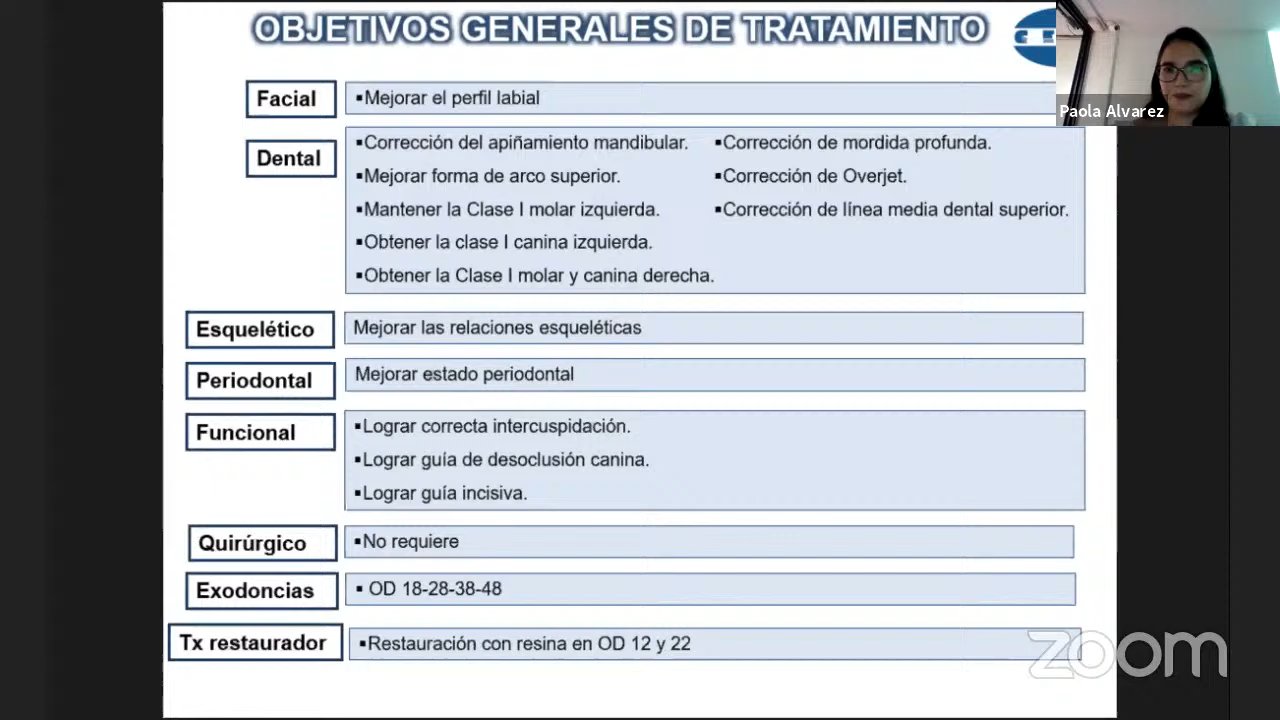 OBJETIVOS GENERALES DE TRATAMIENTO
Paola Alvarez
Facial
▪Mejorar el perfil labial
Dental
▪Corrección del apiñamiento mandibular.
▪Mejorar forma de arco superior.
▪Mantener la Clase I molar izquierda.
▪Obtener la clase I canina izquierda.
▪Obtener la Clase I molar y canina derecha.
▪Corrección de mordida profunda.
▪Corrección de Overjet.
▪Corrección de línea media dental superior.
Esquelético
Mejorar las relaciones esqueléticas
Periodontal
Mejorar estado periodontal
Funcional
▪Lograr correcta intercuspidación.
▪Lograr guía de desoclusión canina.
▪Lograr guía incisiva.
Quirúrgico
▪No requiere
Exodoncias
▪ OD 18-28-38-48
Tx restaurador
▪Restauración con resina en OD 12 y 22
zoom